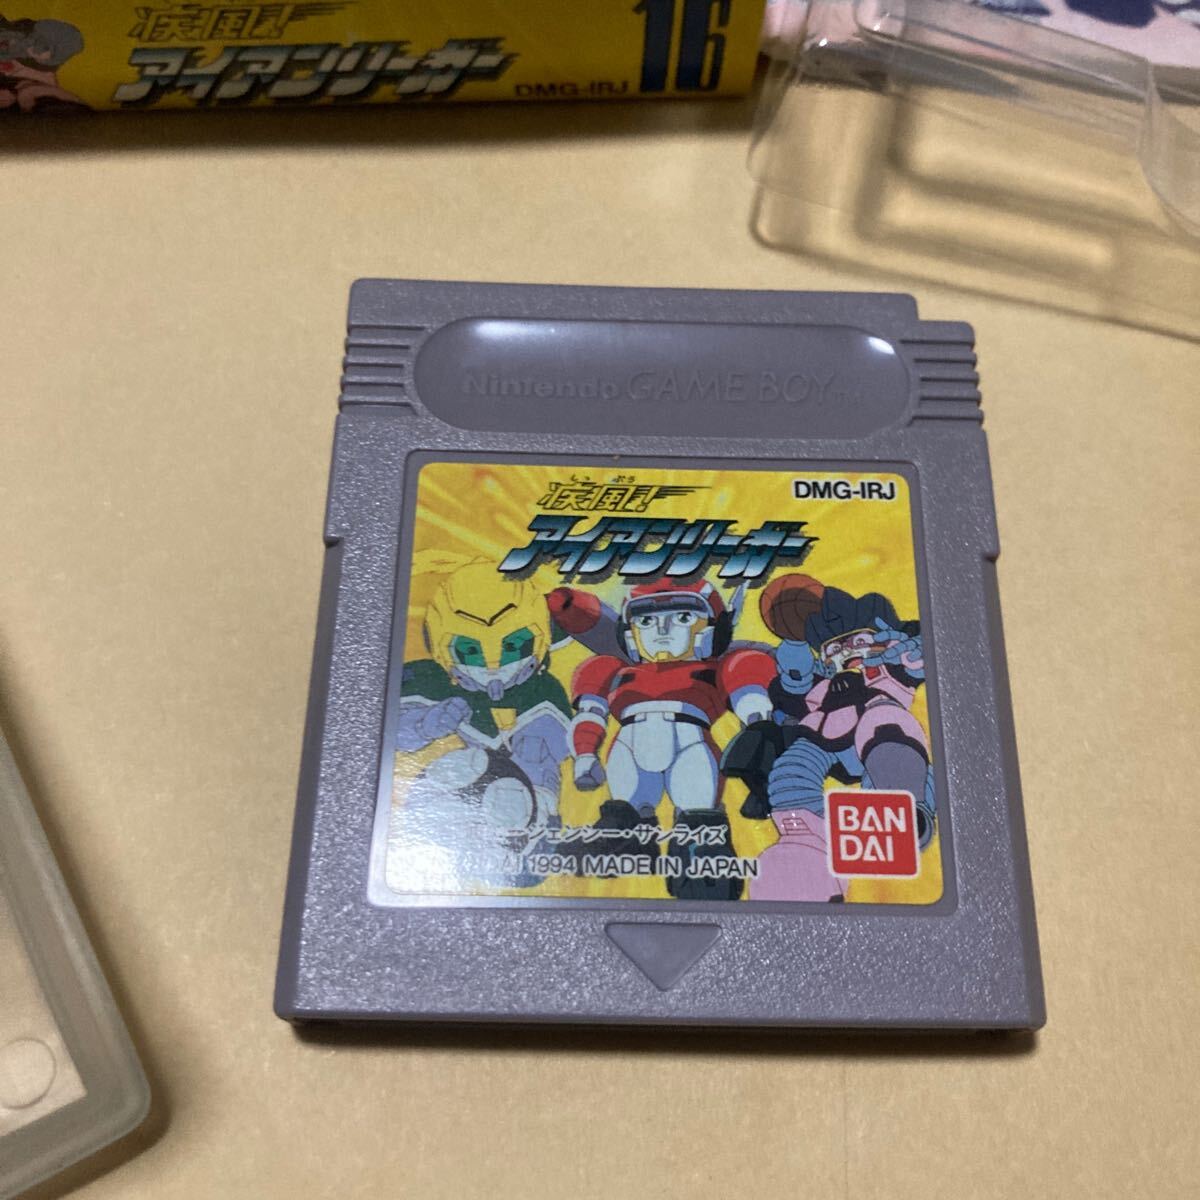 疾風!
アイアンリーガー
DMG-IRJ
16
Nintendo GAME BOY™
しっ ぷう
疾風!
アイアンリーガー
DMG-IRJ
ージェンシー・サンライズ
DAI 1994 MADE IN JAPAN
BAN
DAI